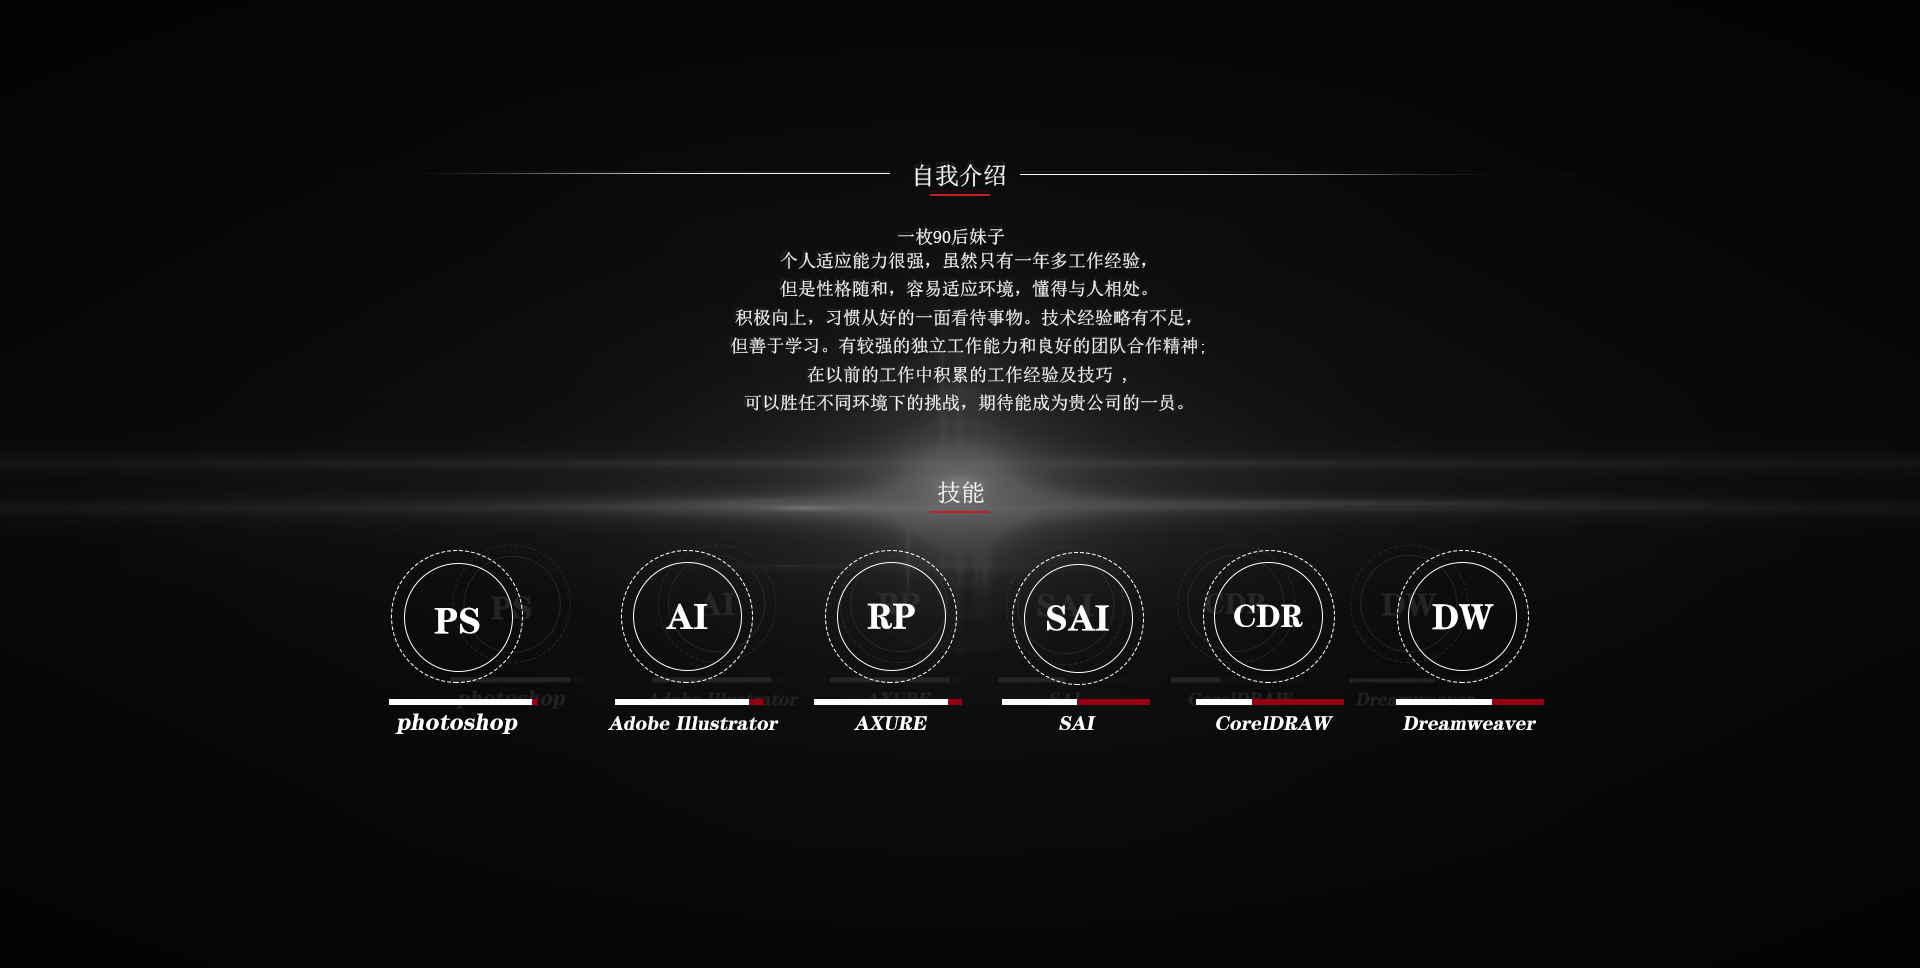 自我介绍
一枚90后妹子
个人适应能力很强，虽然只有一年多工作经验，
但是性格随和，容易适应环境，懂得与人相处。
积极向上，习惯从好的一面看待事物。技术经验略有不足，
但善于学习。有较强的独立工作能力和良好的团队合作精神；
在以前的工作中积累的工作经验及技巧 ，
可以胜任不同环境下的挑战，期待能成为贵公司的一员。
技能
PS AI RP SAI CDR DW
photoshop Adobe Illustrator AXURE SAI CorelDRAW Dreamweaver